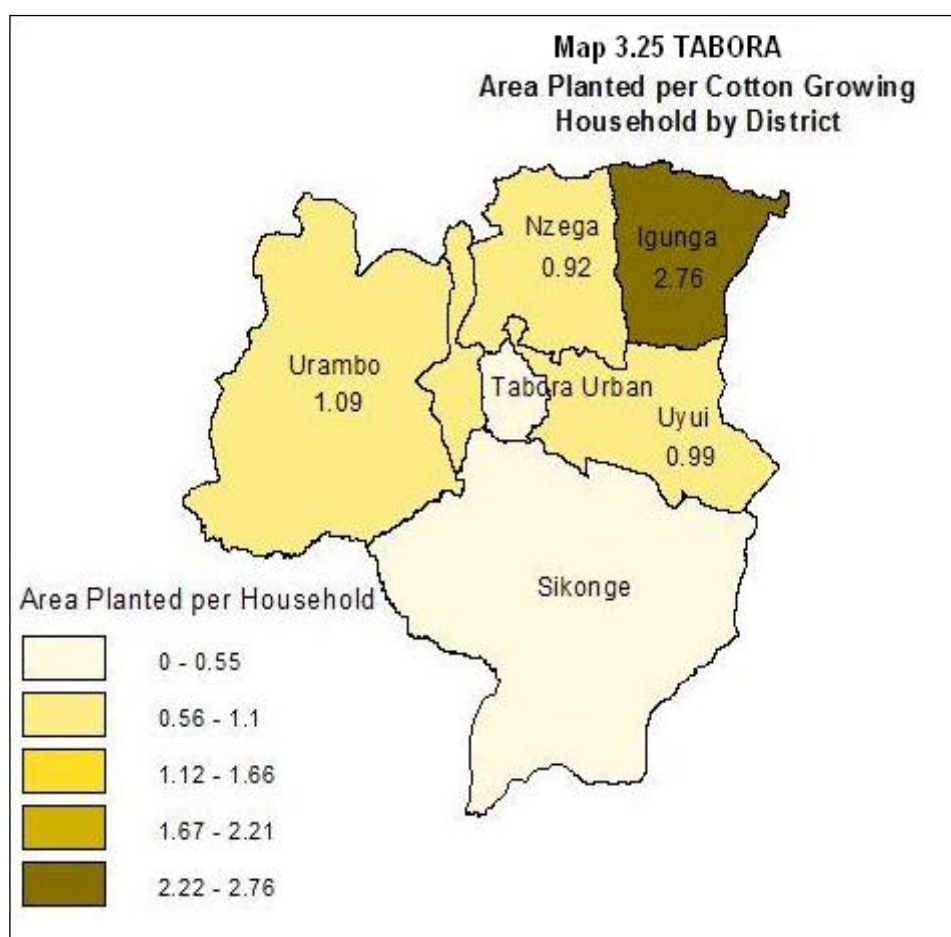 Map 3.25 TABORA
Area Planted per Cotton Growing
Household by District
Nzega
0.92
Igunga
2.76
Urambo
1.09
Tabora Urban
Uyui
0.99
Sikonge
Area Planted per Household
0 - 0.55
0.56 - 1.1
1.12 - 1.66
1.67 - 2.21
2.22 - 2.76